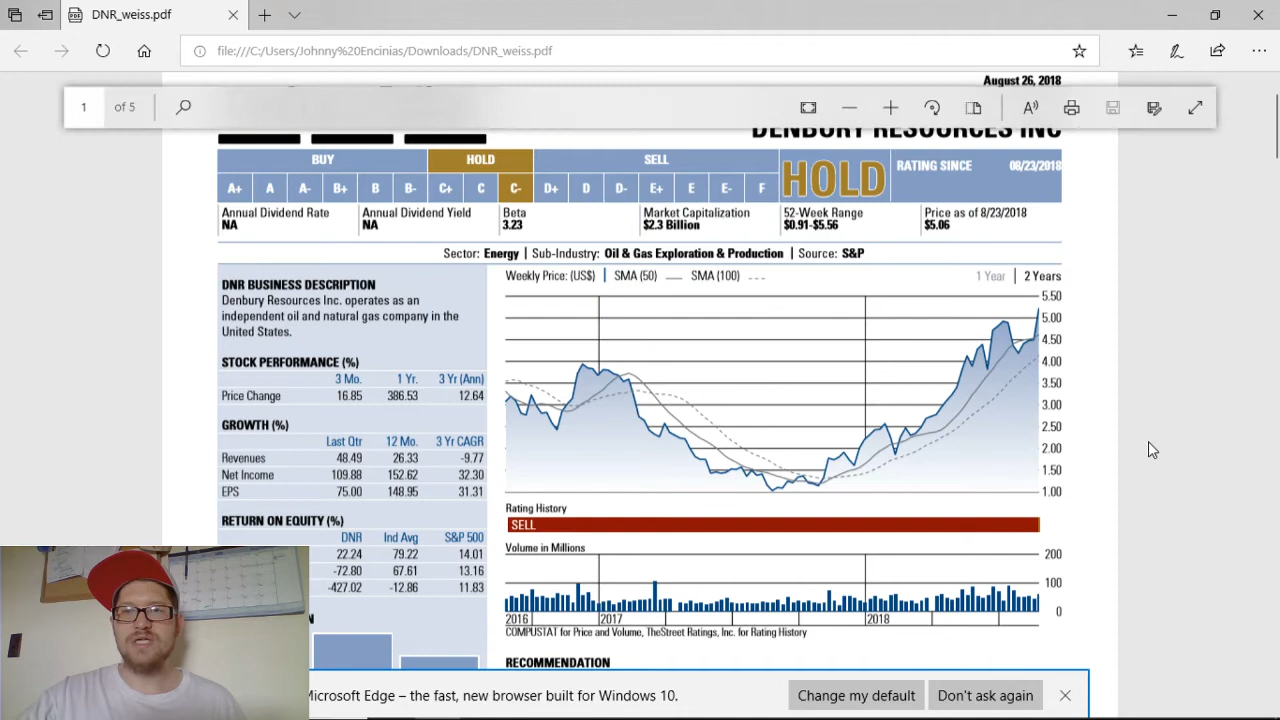 DNR_weiss.pdf
file:///C:/Users/Johnny%20Encinias/Downloads/DNR_weiss.pdf
August 26, 2018
1 of 5
DENBURY RESOURCES INC
BUY HOLD SELL HOLD RATING SINCE 08/23/2018
A+ A A- B+ B B- C+ C C- D+ D D- E+ E E- F
Annual Dividend Rate Annual Dividend Yield Beta Market Capitalization 52-Week Range Price as of 8/23/2018
NA NA 3.23 $2.3 Billion $0.91-$5.56 $5.06
Sector: Energy | Sub-Industry: Oil & Gas Exploration & Production | Source: S&P
DNR BUSINESS DESCRIPTION
Denbury Resources Inc. operates as an
independent oil and natural gas company in the
United States.
STOCK PERFORMANCE (%)
3 Mo. 1 Yr. 3 Yr (Ann)
Price Change 16.85 386.53 12.64
GROWTH (%)
Last Qtr 12 Mo. 3 Yr CAGR
Revenues 48.49 26.33 -9.77
Net Income 109.88 152.62 32.30
EPS 75.00 148.95 31.31
RETURN ON EQUITY (%)
DNR Ind Avg S&P 500
22.24 79.22 14.01
-72.80 67.61 13.16
-427.02 -12.86 11.83
Weekly Price: (US$) SMA (50) SMA (100) 1 Year | 2 Years
5.50
5.00
4.50
4.00
3.50
3.00
2.50
2.00
1.50
1.00
Rating History
SELL
Volume in Millions
200
100
0
2016 2017 2018
COMPUSTAT for Price and Volume, TheStreet Ratings, Inc. for Rating History
RECOMMENDATION
Microsoft Edge – the fast, new browser built for Windows 10. Change my default Don't ask again